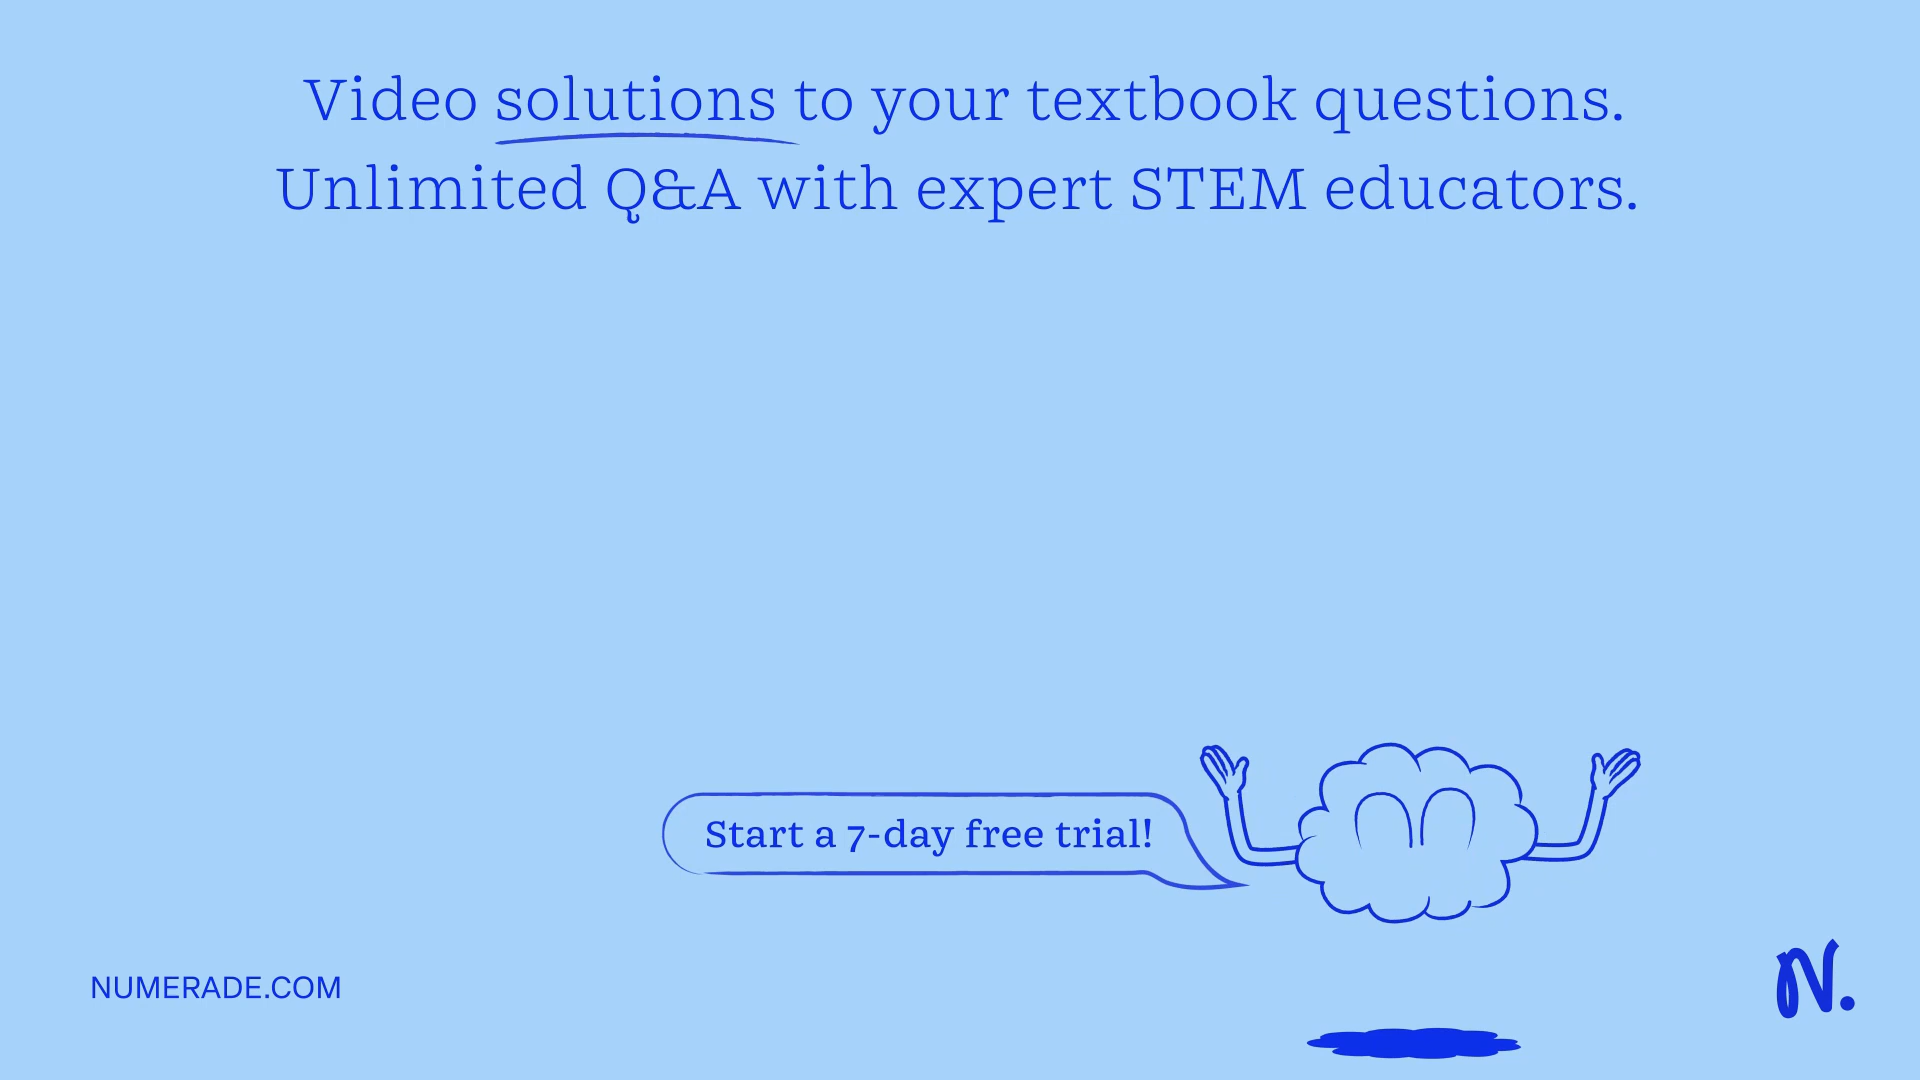 Video solutions to your textbook questions.
Unlimited Q&A with expert STEM educators.
Start a 7-day free trial!
NUMERADE.COM
N.